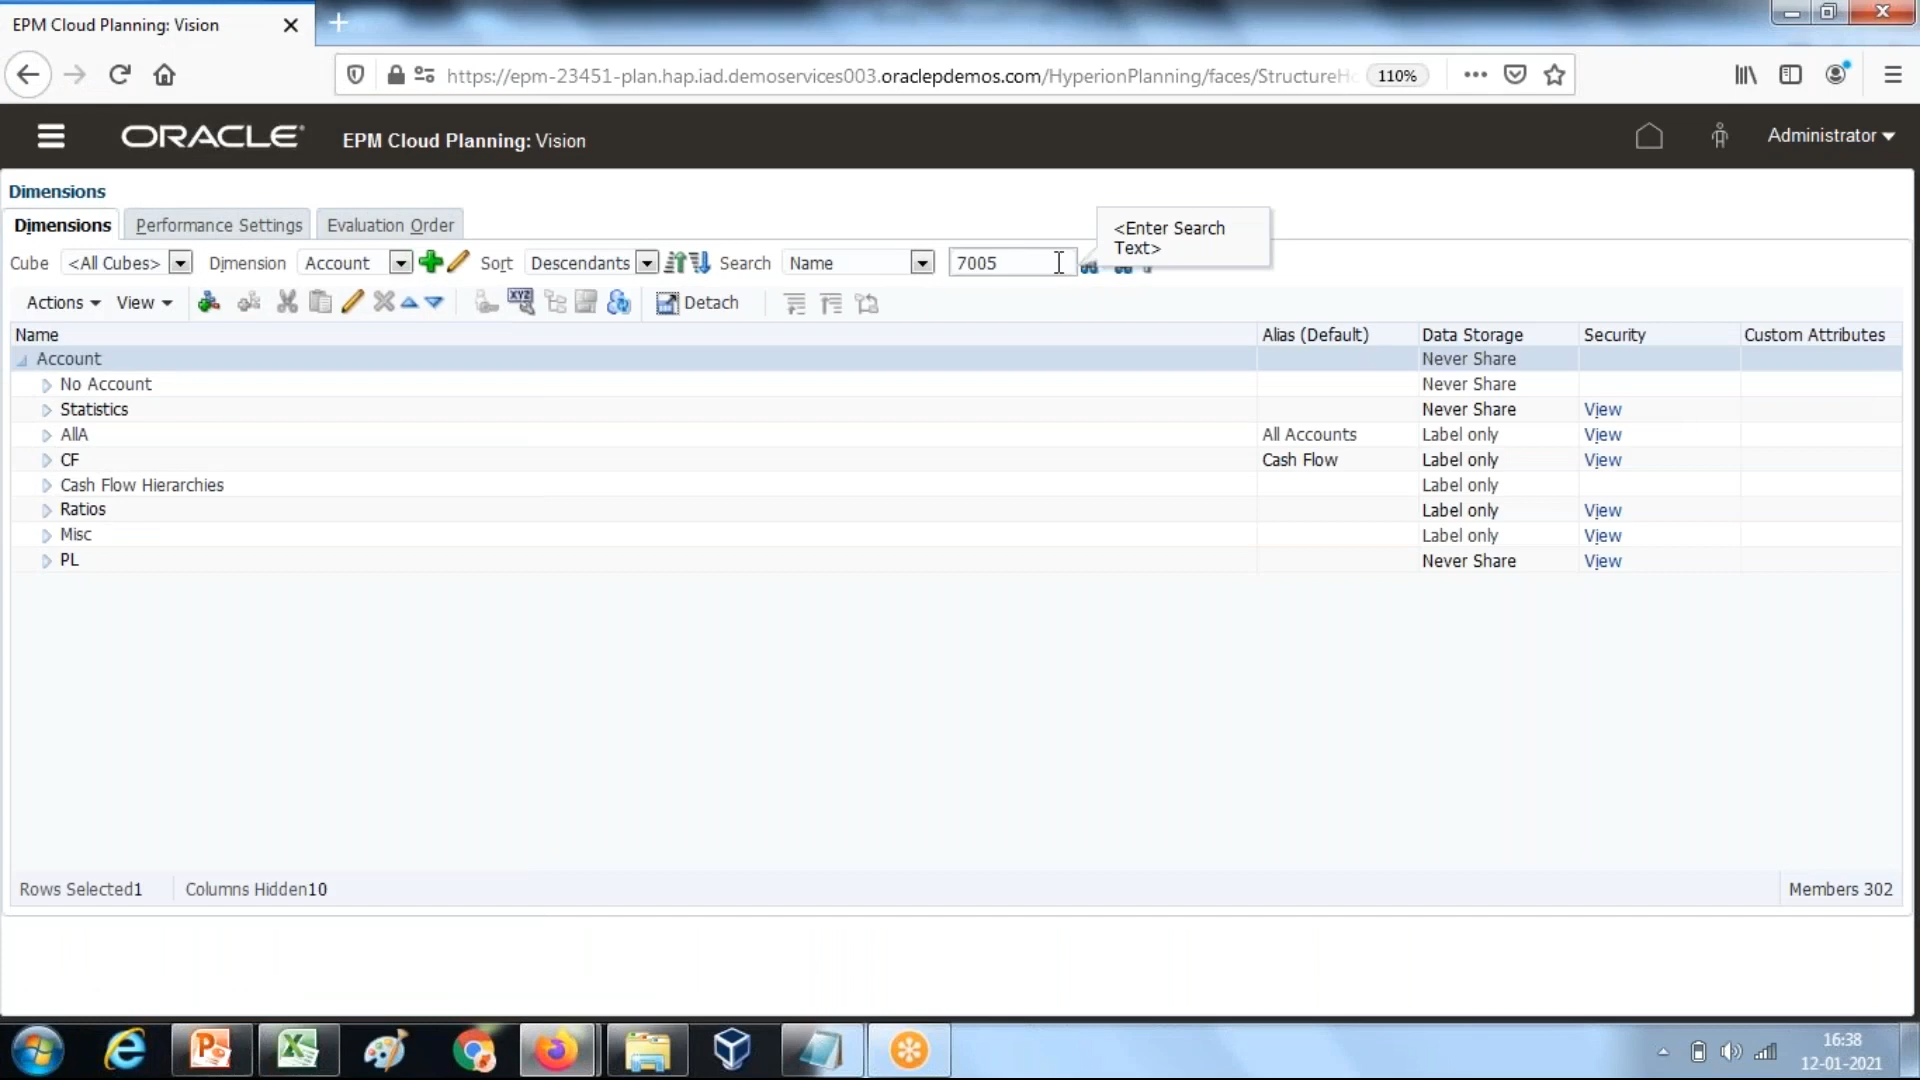 EPM Cloud Planning: Vision
https://epm-23451-plan.hap.iad.demoservices003.oraclepdemos.com/HyperionPlanning/faces/StructureH
110%
ORACLE EPM Cloud Planning: Vision
Administrator
Dimensions
Dimensions Performance Settings Evaluation Order
<Enter Search
Text>
Cube <All Cubes> Dimension Account Sort Descendants Search Name 7005
Actions View XYZ Detach
Name Alias (Default) Data Storage Security Custom Attributes
Account Never Share
No Account Never Share
Statistics Never Share View
AllA All Accounts Label only View
CF Cash Flow Label only View
Cash Flow Hierarchies Label only
Ratios Label only View
Misc Label only View
PL Never Share View
Rows Selected1 Columns Hidden10 Members 302
16:38
12-01-2021